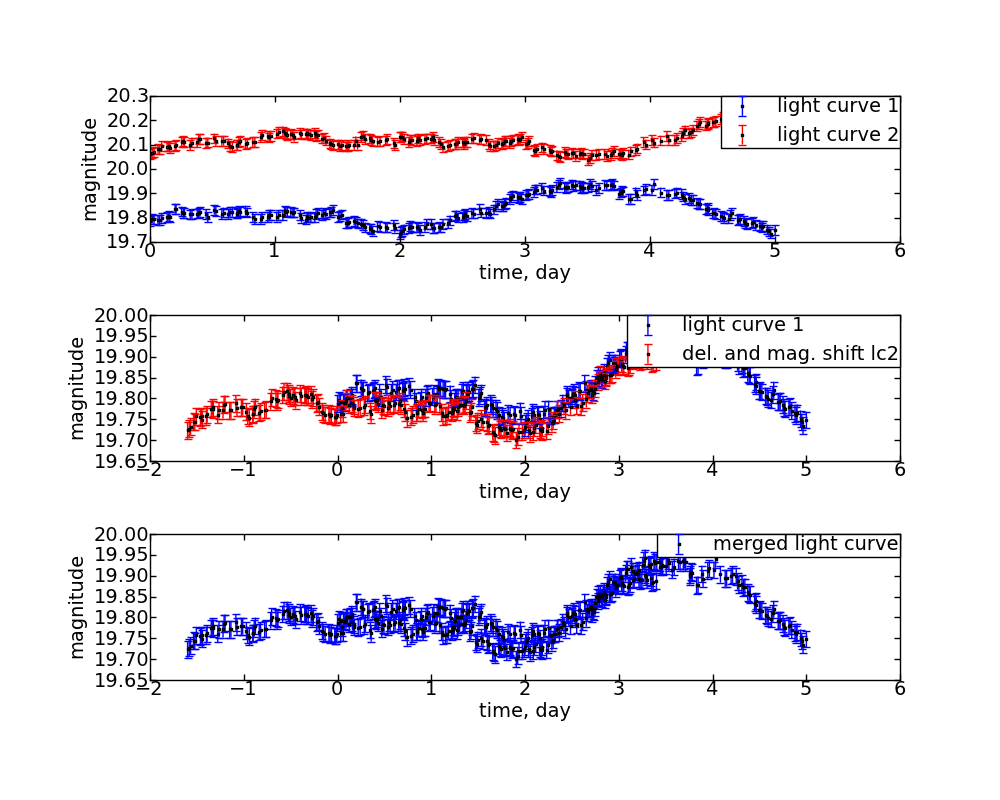 20.3
20.2
20.1
20.0
19.9
19.8
19.7
magnitude
light curve 1
light curve 2
0 1 2 3 4 5 6
time, day
20.00
19.95
19.90
19.85
19.80
19.75
19.70
19.65
magnitude
light curve 1
del. and mag. shift lc2
−2 −1 0 1 2 3 4 5 6
time, day
20.00
19.95
19.90
19.85
19.80
19.75
19.70
19.65
magnitude
merged light curve
−2 −1 0 1 2 3 4 5 6
time, day